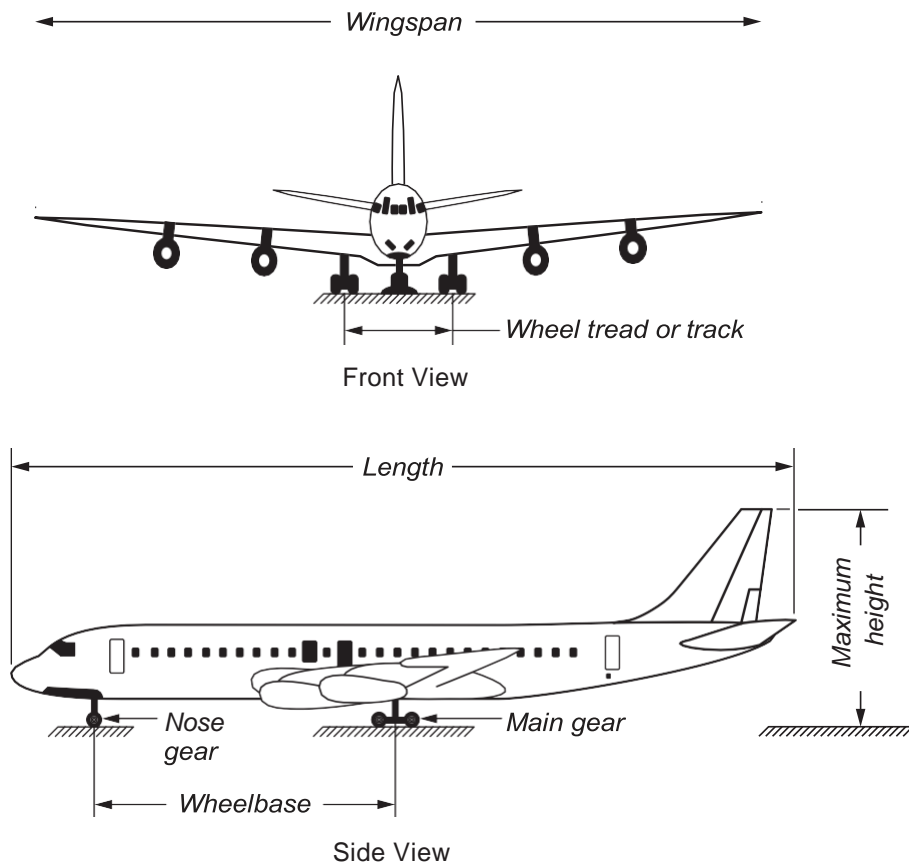 Wingspan
Wheel tread or track
Front View
Length
Maximum
height
Nose
gear
Main gear
Wheelbase
Side View